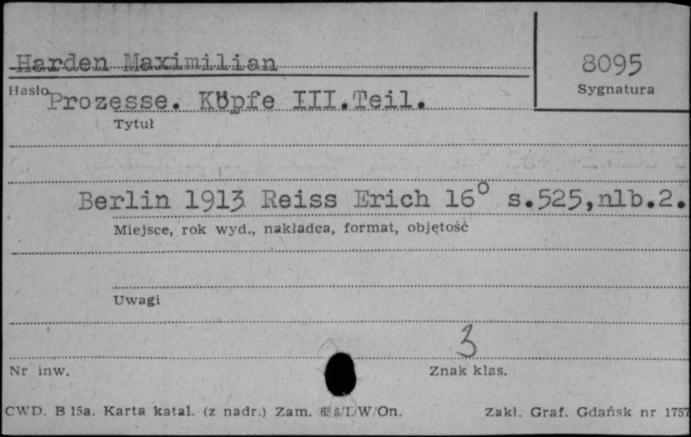 Harden Maximilian
8095
Hasło
Sygnatura
Prozesse. Köpfe III.Teil.
Tytuł
Berlin 1913 Reiss Erich 16° s.525,nlb.2.
Miejsce, rok wyd., nakładca, format, objętość
Uwagi
3
Nr inw.
Znak klas.
CWD. B 15a. Karta katal. (z nadr.) Zam. /L/W/On.
Zakł. Graf. Gdańsk nr 1757